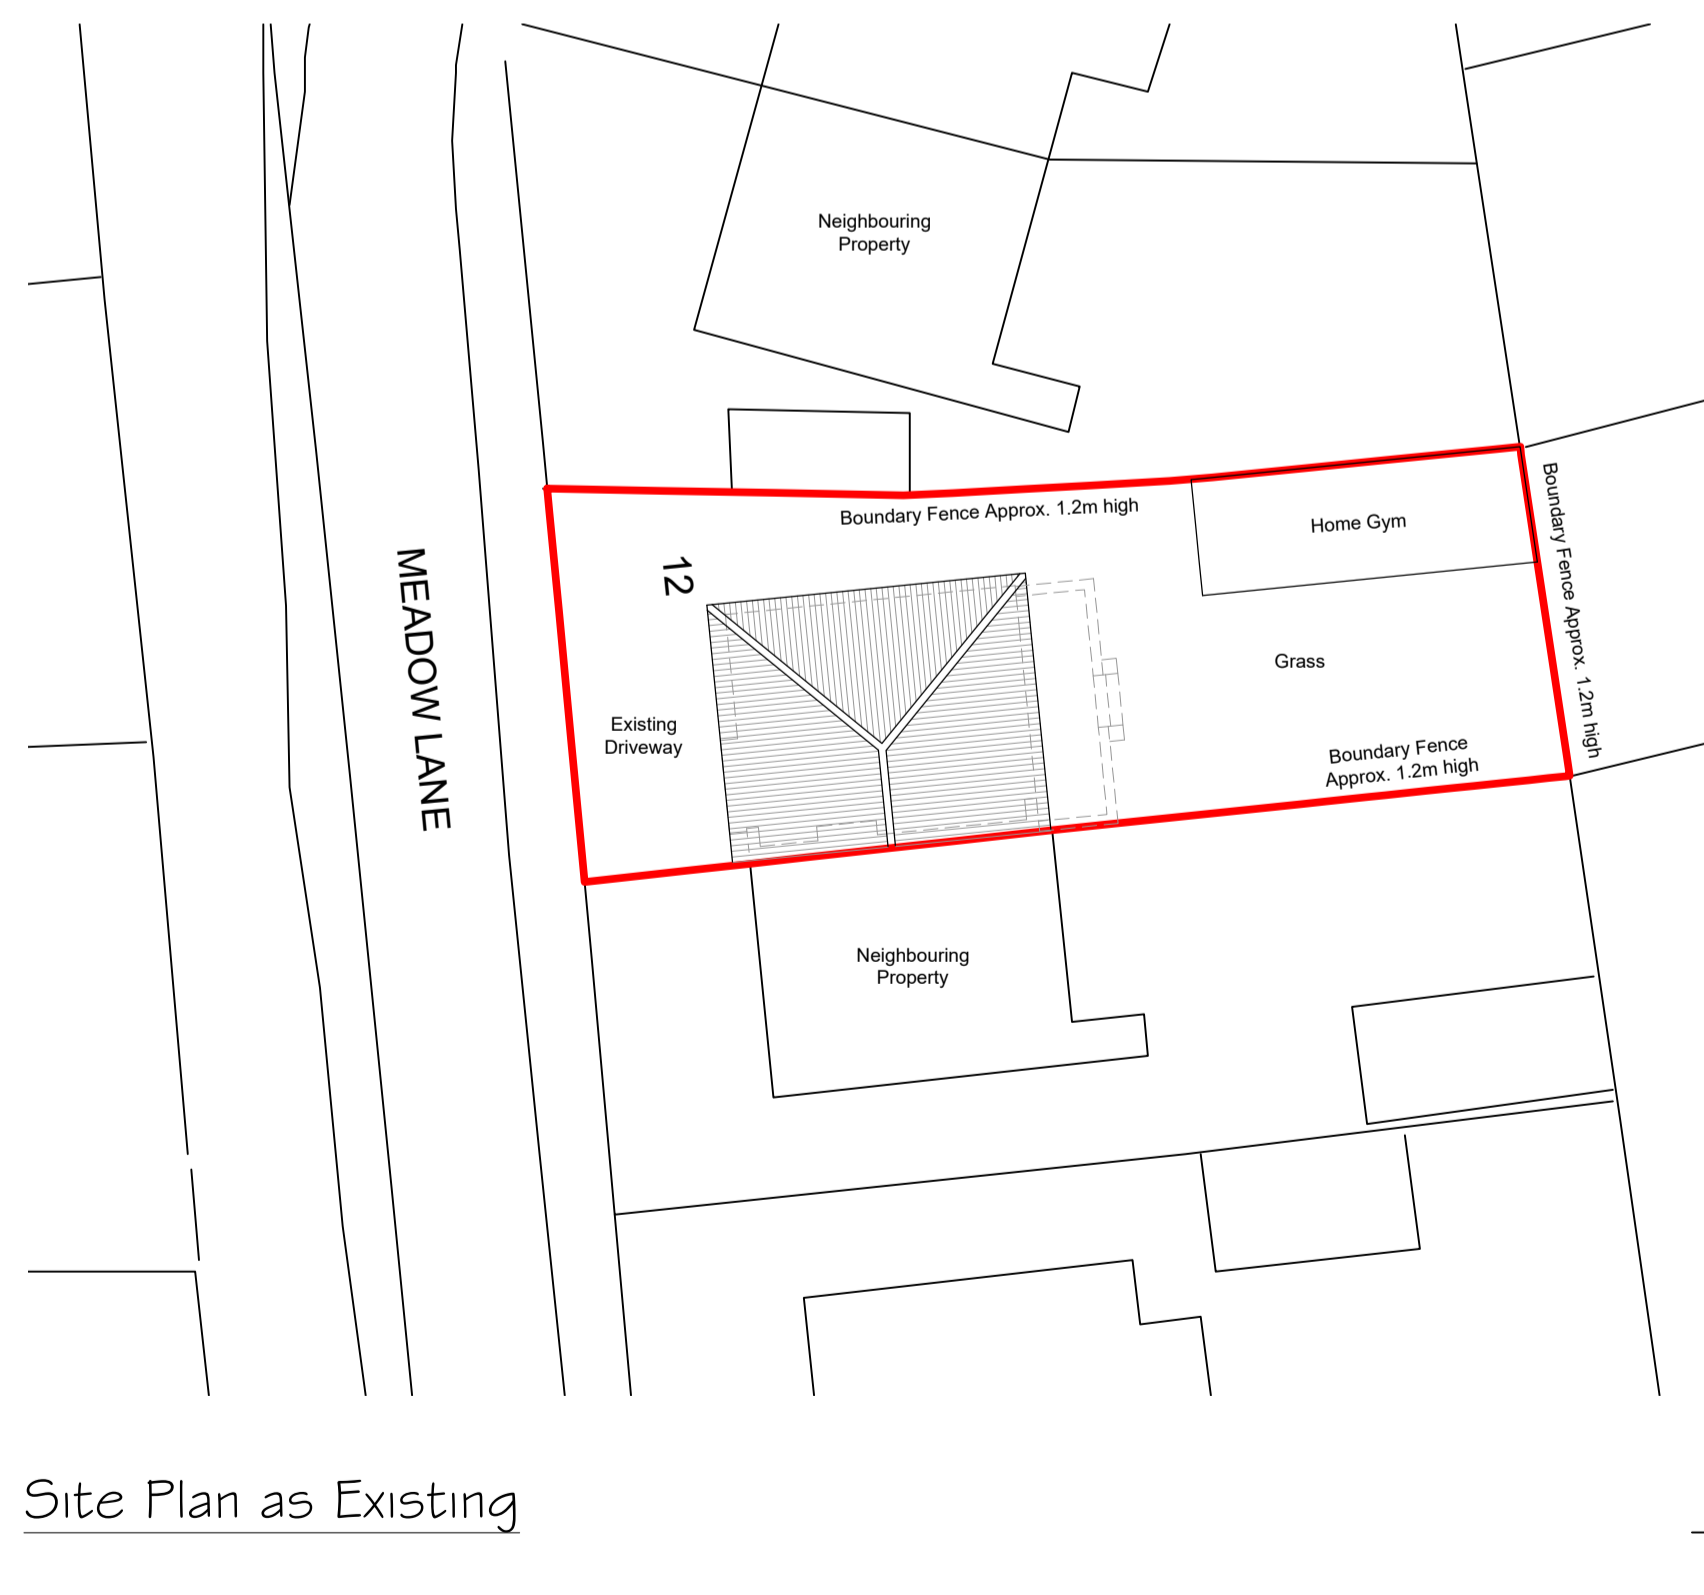 Neighbouring
Property
Boundary Fence Approx. 1.2m high
Home Gym
Boundary Fence Approx. 1.2m high
12
MEADOW LANE
Grass
Existing
Driveway
Boundary Fence
Approx. 1.2m high
Neighbouring
Property
Site Plan as Existing